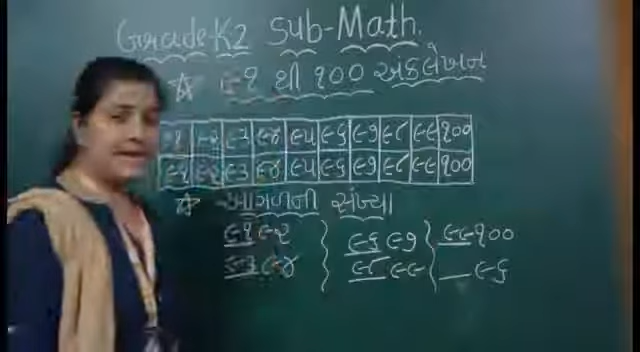 Grade-K2 Sub-Math.
☆ ૯૧ થી ૧૦૦ અંકલેખન
૯૧ ૯૨ ૯૩ ૯૪ ૯૫ ૯૬ ૯૭ ૯૮ ૯૯ ૧૦૦
૯૧ ૯૨ ૯૩ ૯૪ ૯૫ ૯૬ ૯૭ ૯૮ ૯૯ ૧૦૦
☆ આગળની સંખ્યા
૯૧ ૯૨ } ૯૬ ૯૭ } ૯૯ ૧૦૦
૯૩ ૯૪ } ૯૮ ૯૯ } __ ૯૬